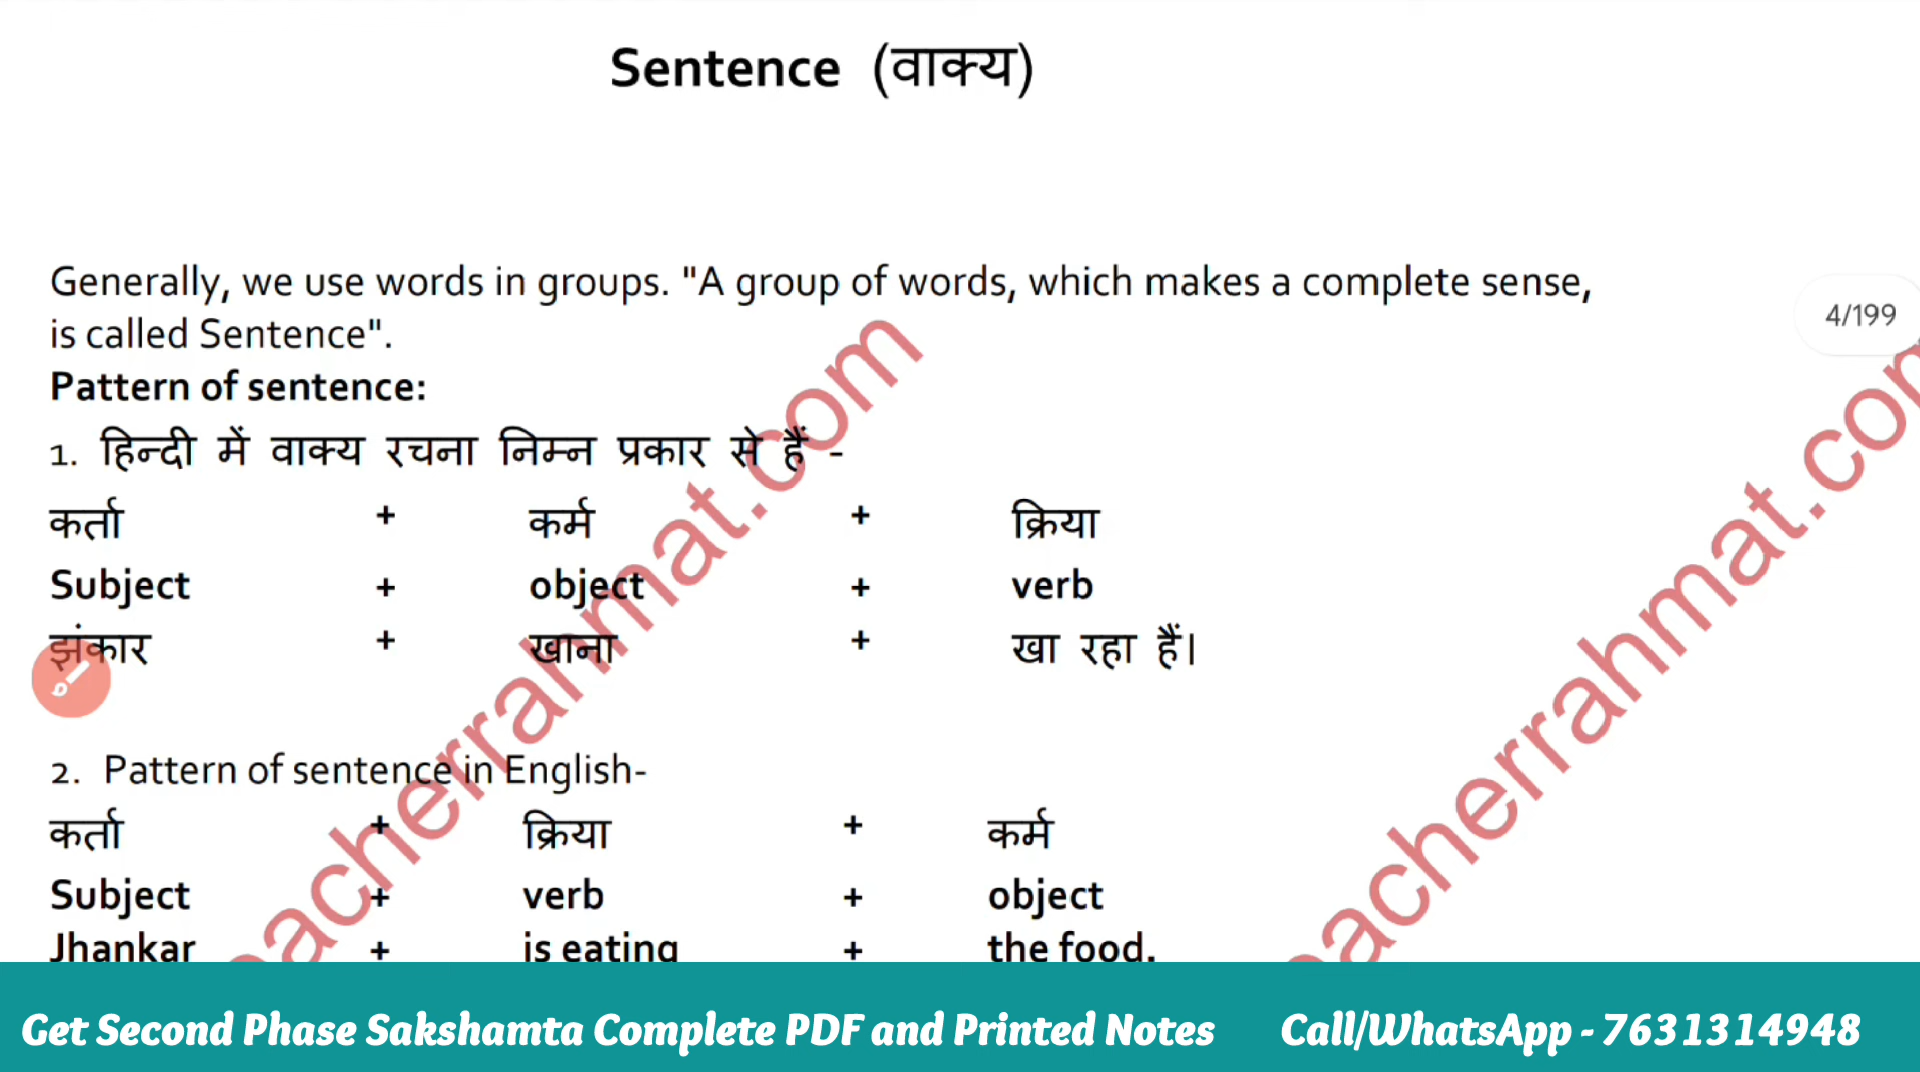 Sentence (वाक्य)
Generally, we use words in groups. "A group of words, which makes a complete sense,
is called Sentence".
4/199
Pattern of sentence:
1. हिन्दी में वाक्य रचना निम्न प्रकार से हैं -
कर्ता + कर्म + क्रिया
Subject + object + verb
झंकार + खाना + खा रहा हैं।
2. Pattern of sentence in English-
कर्ता + क्रिया + कर्म
Subject + verb + object
Jhankar + is eating + the food.
acherrahmat.com
acherrahmat.com
Get Second Phase Sakshamta Complete PDF and Printed Notes Call/WhatsApp - 7631314948